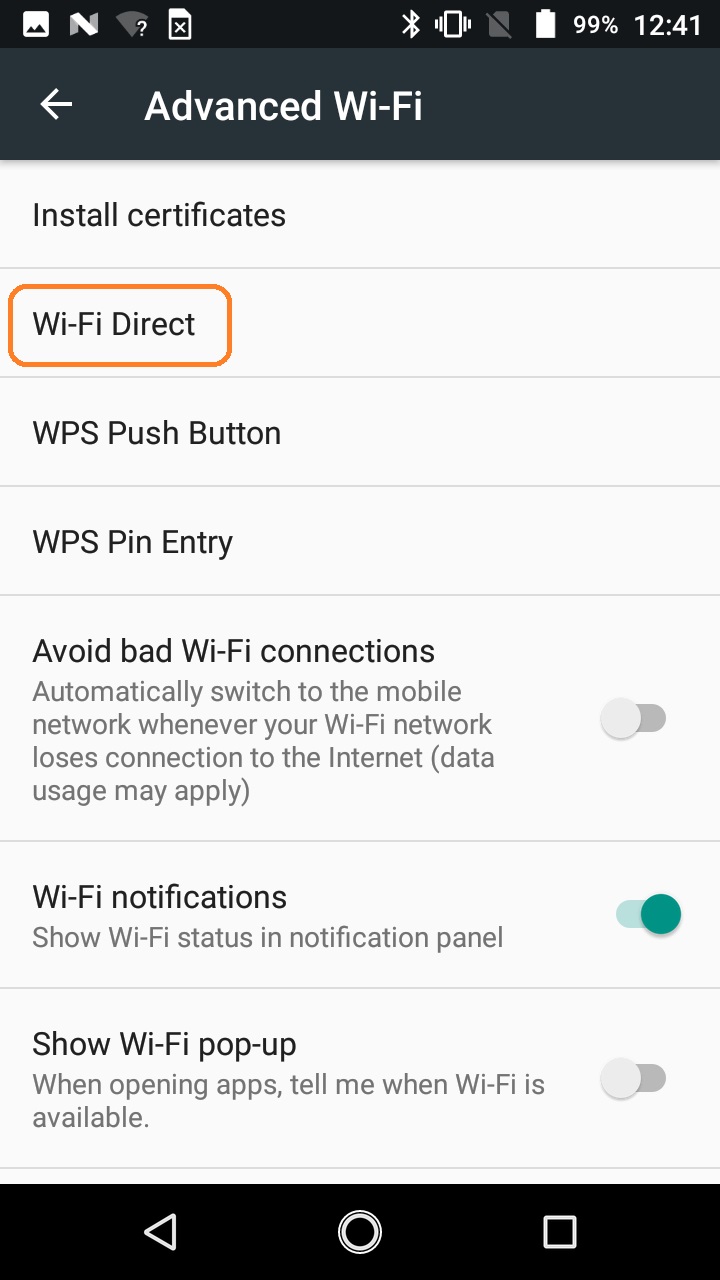 99% 12:41
Advanced Wi-Fi
Install certificates
Wi-Fi Direct
WPS Push Button
WPS Pin Entry
Avoid bad Wi-Fi connections
Automatically switch to the mobile
network whenever your Wi-Fi network
loses connection to the Internet (data
usage may apply)
Wi-Fi notifications
Show Wi-Fi status in notification panel
Show Wi-Fi pop-up
When opening apps, tell me when Wi-Fi is
available.